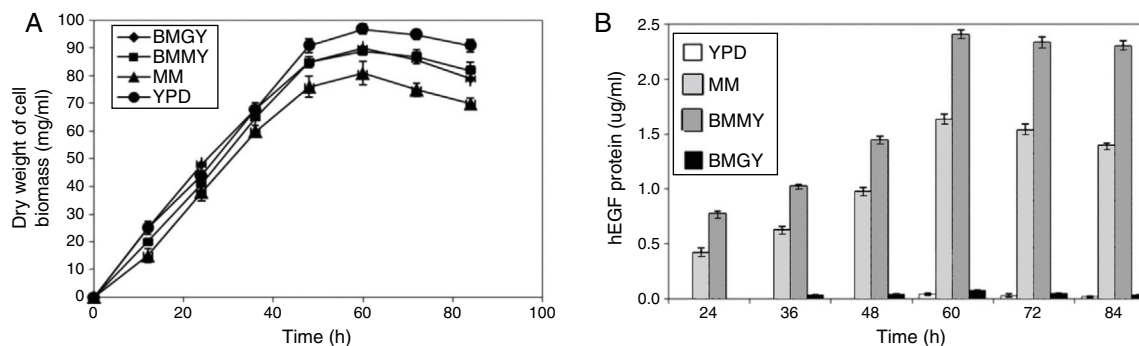 A
BMGY
BMMY
MM
YPD
Dry weight of cell
biomass (mg/ml)
100
90
80
70
60
50
40
30
20
10
0
0 20 40 60 80 100
Time (h)
B
YPD
MM
BMMY
BMGY
hEGF protein (ug/ml)
2.5
2.0
1.5
1.0
0.5
0.0
24 36 48 60 72 84
Time (h)